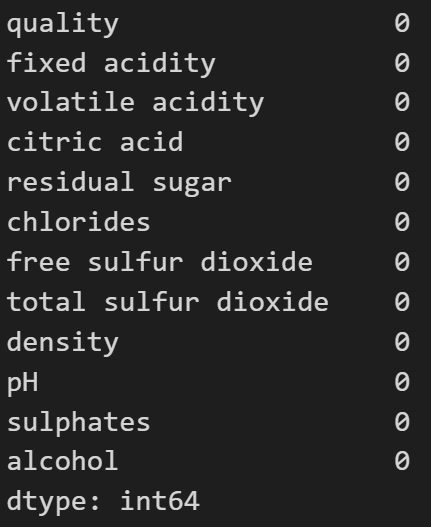 quality 0
fixed acidity 0
volatile acidity 0
citric acid 0
residual sugar 0
chlorides 0
free sulfur dioxide 0
total sulfur dioxide 0
density 0
pH 0
sulphates 0
alcohol 0
dtype: int64